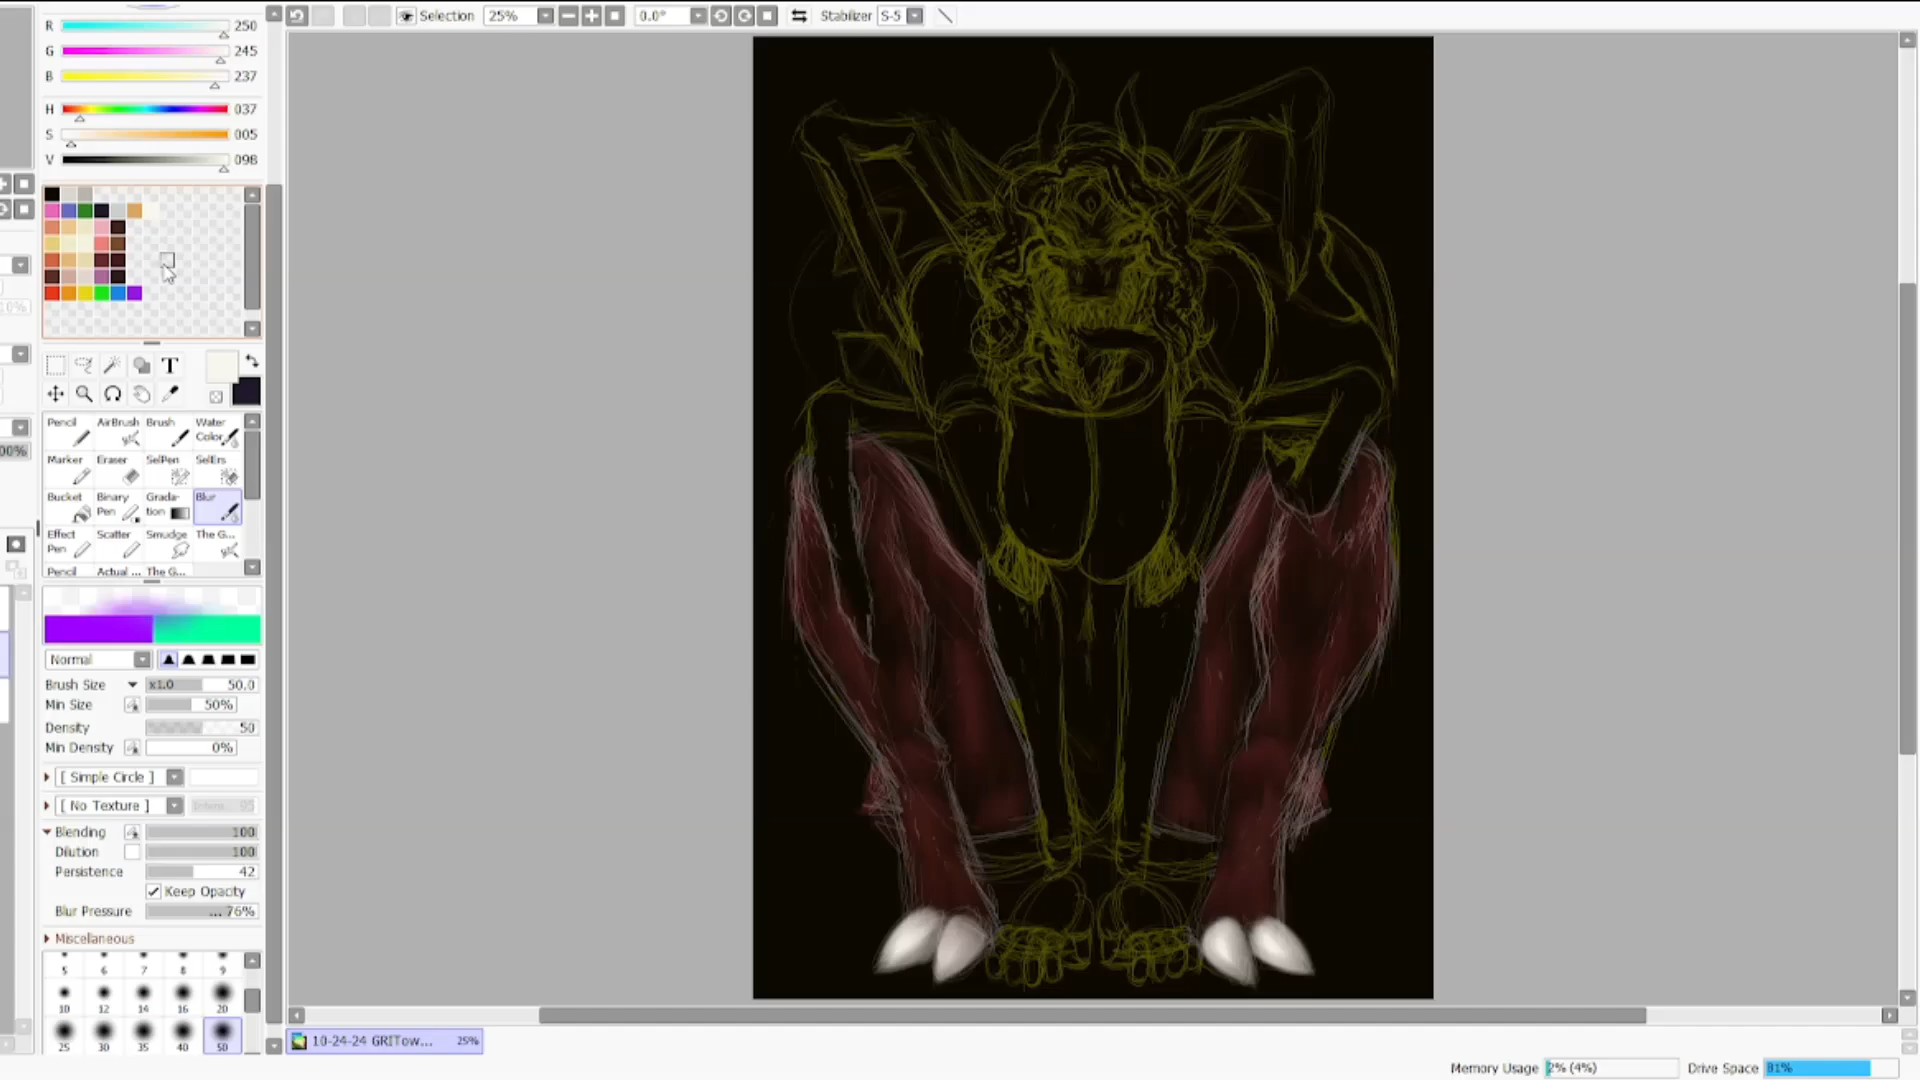 R 250
Selection 25% 0.0° Stabilizer S-5
G 245
B 237
H 037
S 005
V 098
T
Pencil AirBrush Brush Water Color
Marker Eraser SelPen SelErs
Bucket Binary Pen Grada-tion Blur
Effect Pen Scatter Smudge The G...
Pencil Actual ... The G...
Normal
Brush Size x1.0 50.0
Min Size 50%
Density 50
Min Density 0%
[ Simple Circle ]
[ No Texture ] 95
Blending 100
Dilution 100
Persistence 42
Keep Opacity
Blur Pressure ... 76%
Miscellaneous
5 6 7 8 9
10 12 14 16 20
25 30 35 40 50
10-24-24 GRITow... 25%
Memory Usage 2% (4%) Drive Space 81%